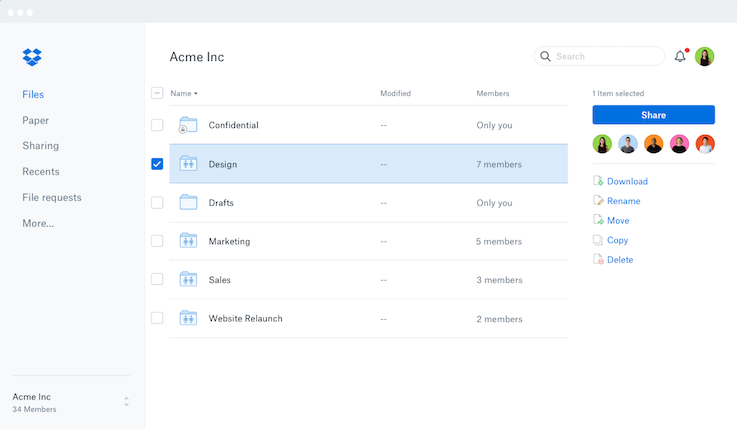 Acme Inc
Search
Files
Paper
Sharing
Recents
File requests
More...
Name Modified Members
Confidential -- Only you
Design -- 7 members
Drafts -- Only you
Marketing -- 5 members
Sales -- 3 members
Website Relaunch -- 2 members
1 Item selected
Share
Download
Rename
Move
Copy
Delete
Acme Inc
34 Members